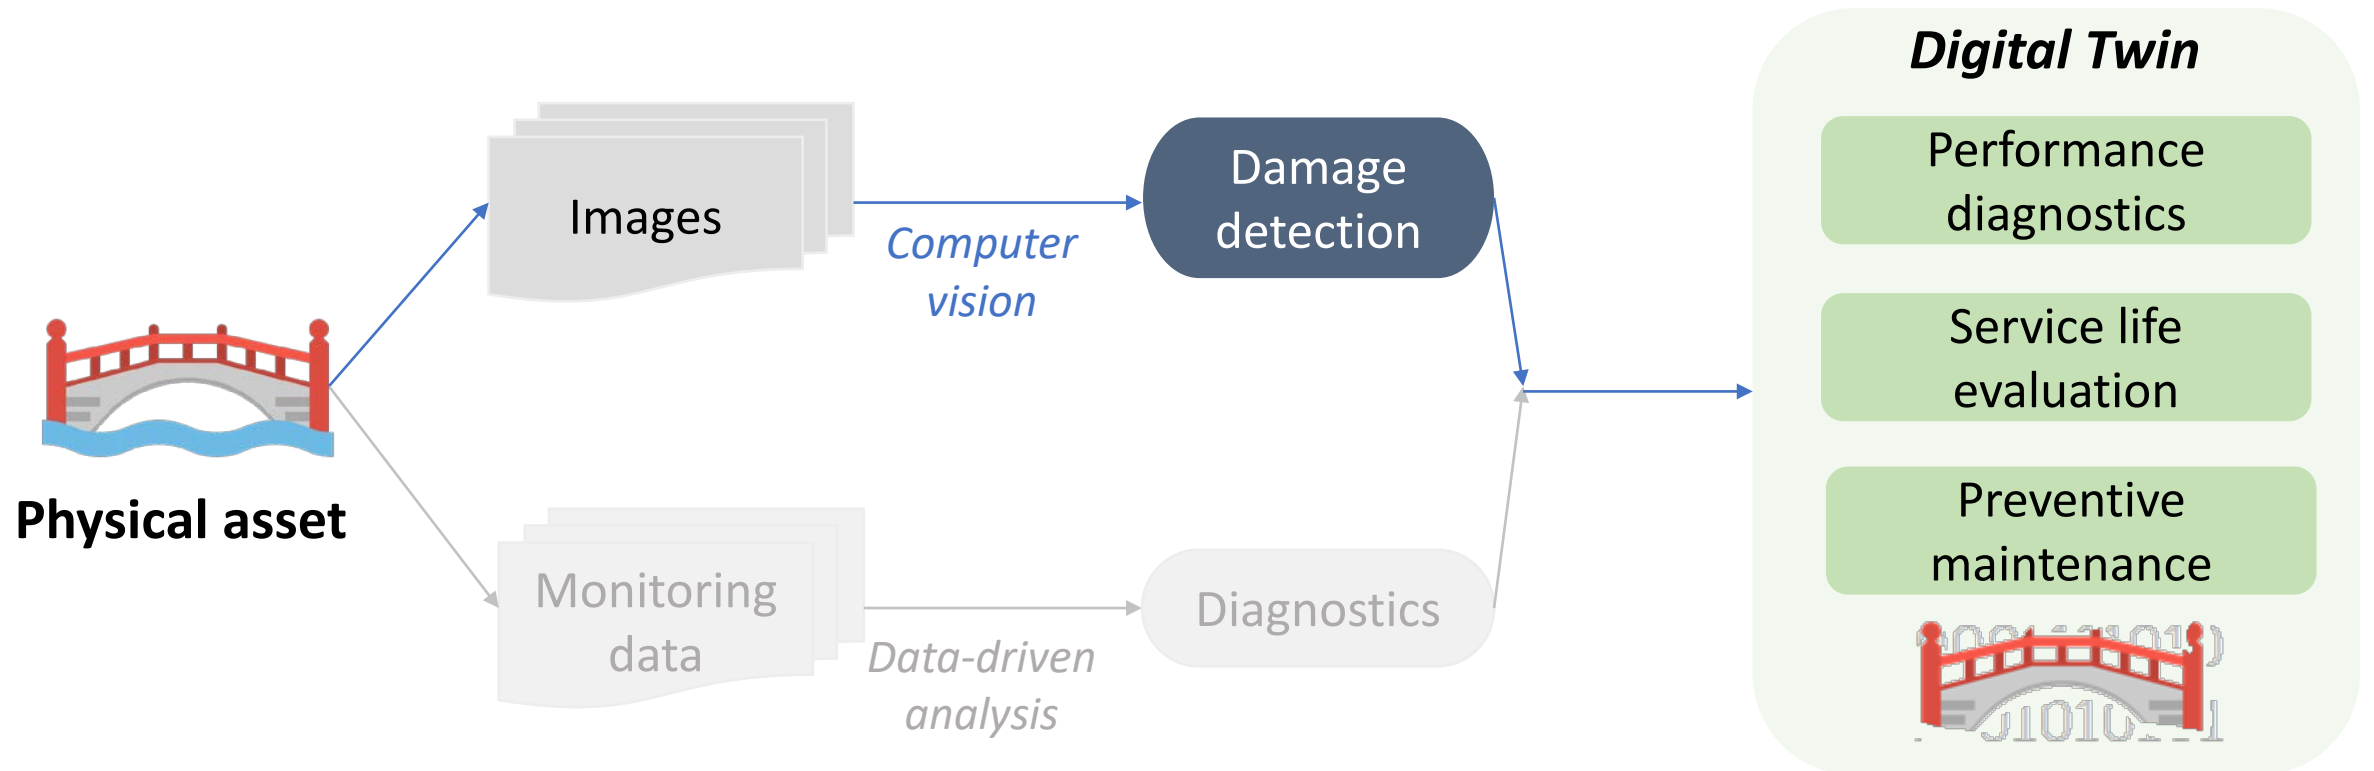 Physical asset
Images
Computer
vision
Damage
detection
Monitoring
data
Data-driven
analysis
Diagnostics
Digital Twin
Performance
diagnostics
Service life
evaluation
Preventive
maintenance